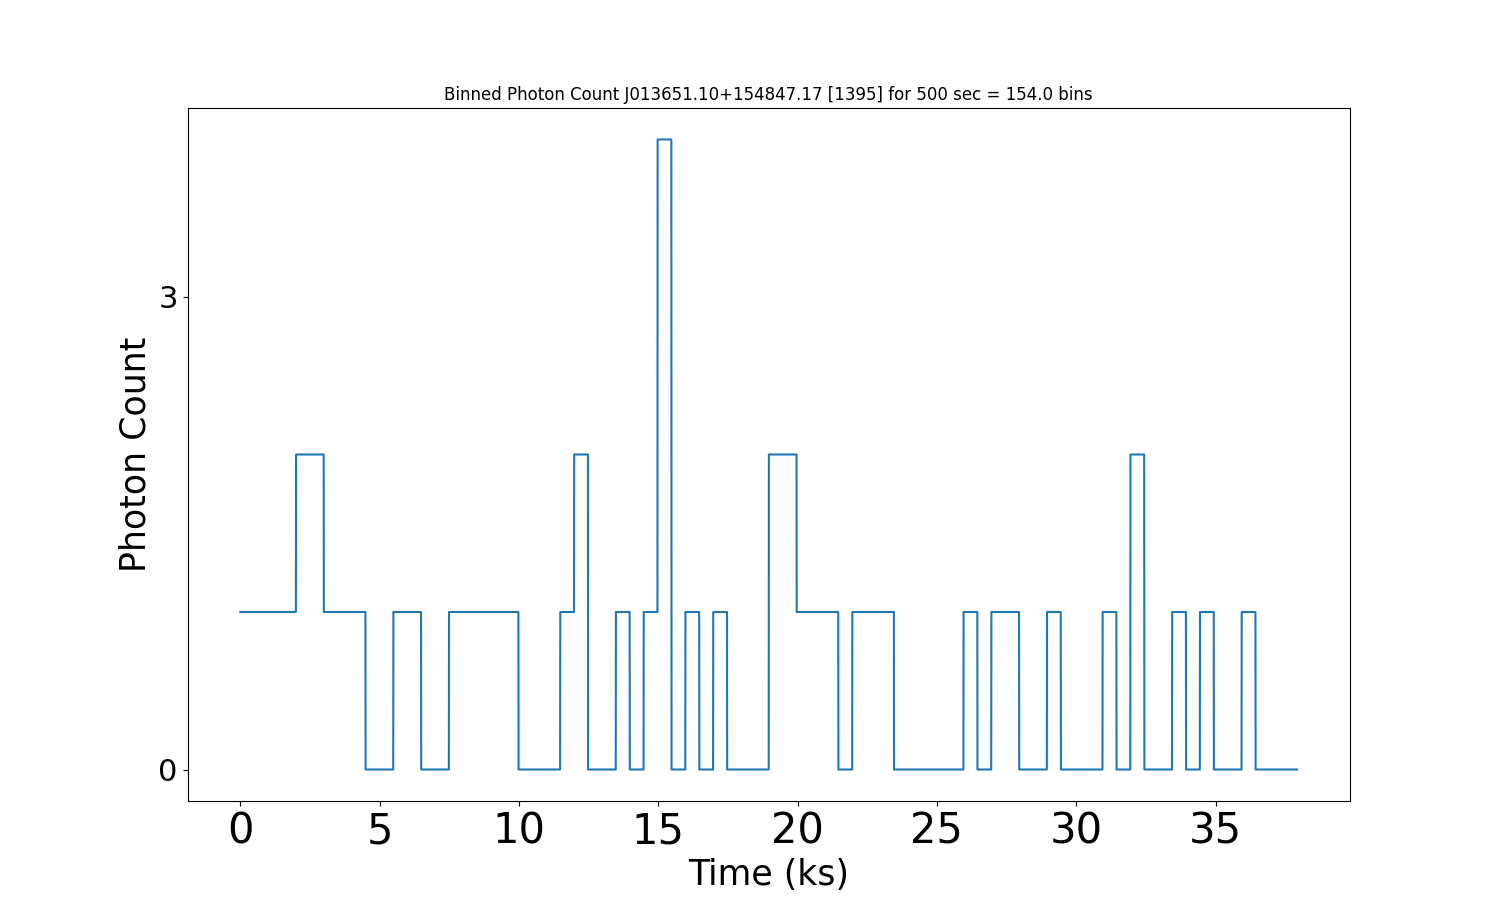 Binned Photon Count J013651.10+154847.17 [1395] for 500 sec = 154.0 bins
Photon Count
3
0
0 5 10 15 20 25 30 35
Time (ks)